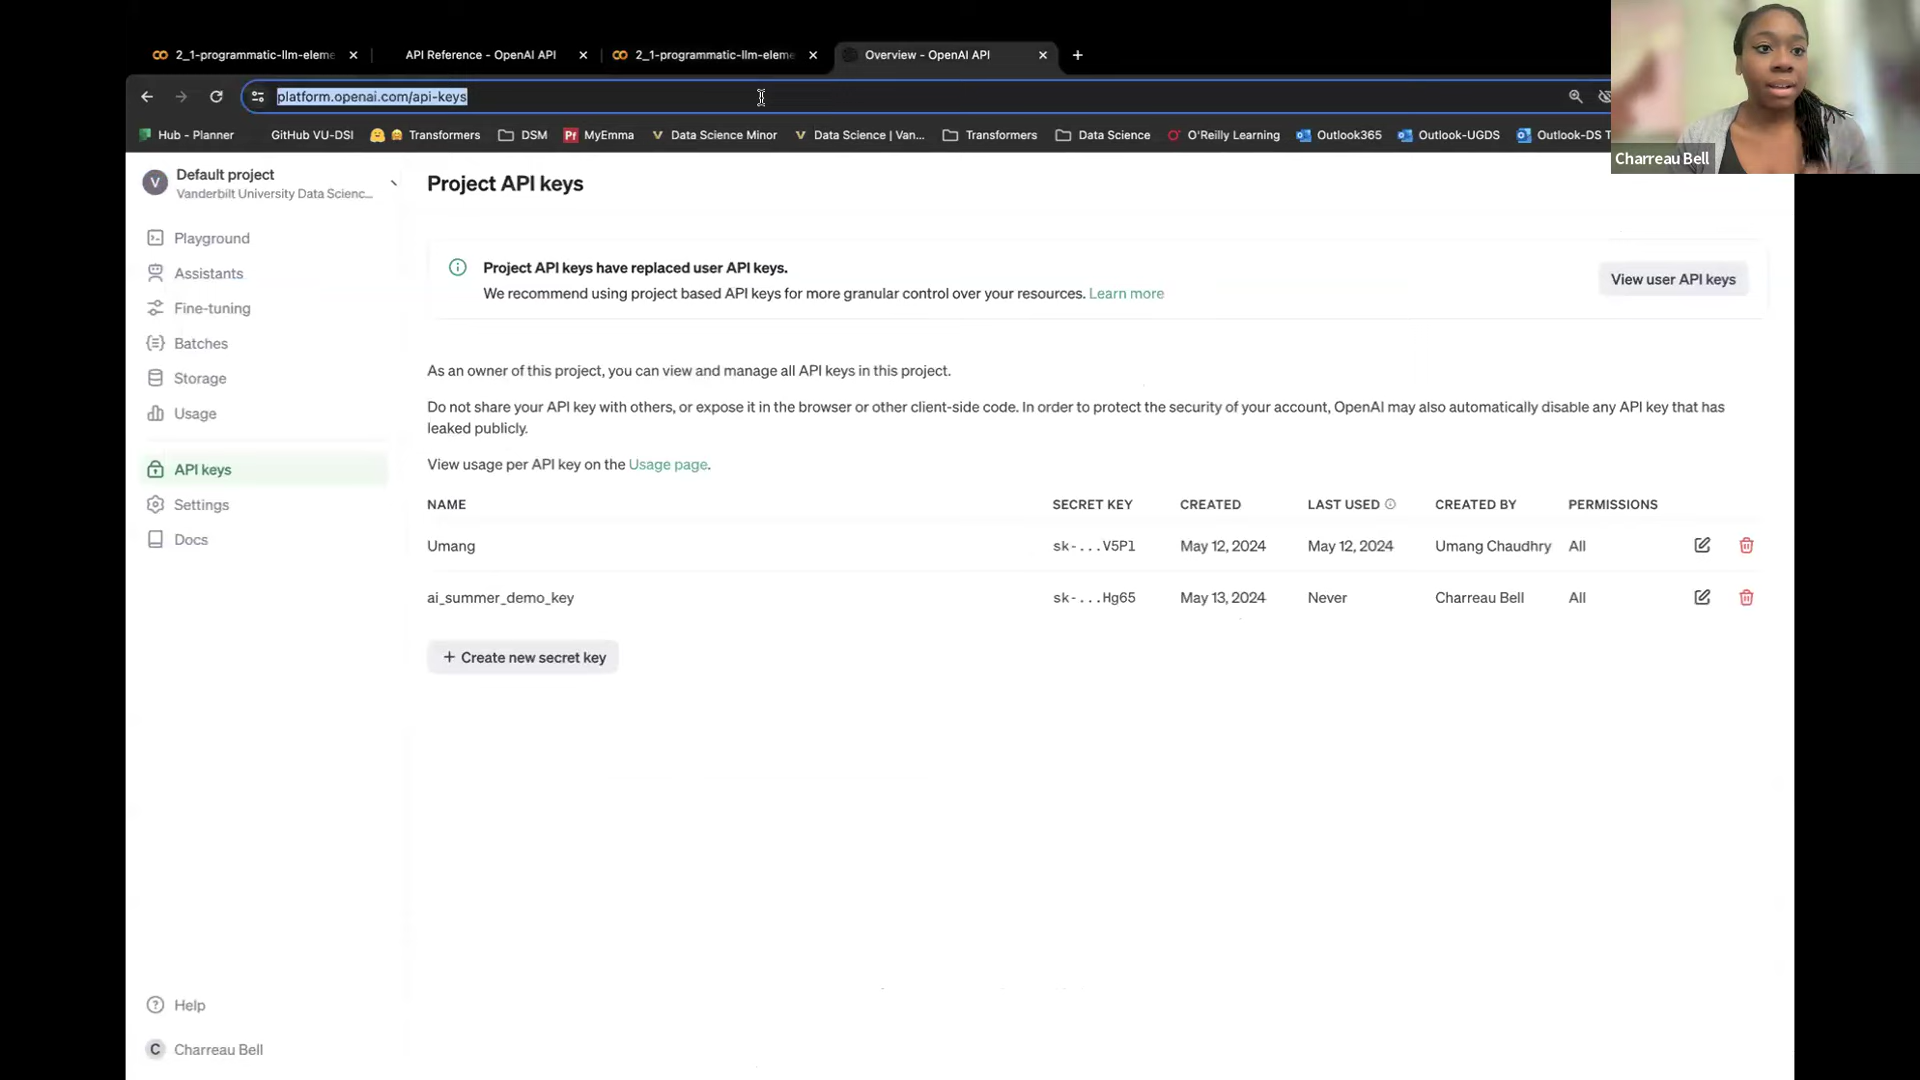 2_1-programmatic-llm-eleme
API Reference - OpenAI API
2_1-programmatic-llm-eleme
Overview - OpenAI API
platform.openai.com/api-keys
Hub - Planner
GitHub VU-DSI
Transformers
DSM
Pf MyEmma
Data Science Minor
Data Science | Van...
Transformers
Data Science
O'Reilly Learning
Outlook365
Outlook-UGDS
Outlook-DS T
Charreau Bell
V
Default project
Vanderbilt University Data Scienc...
Playground
Assistants
Fine-tuning
Batches
Storage
Usage
API keys
Settings
Docs
Help
C Charreau Bell
Project API keys
Project API keys have replaced user API keys.
We recommend using project based API keys for more granular control over your resources. Learn more
View user API keys
As an owner of this project, you can view and manage all API keys in this project.
Do not share your API key with others, or expose it in the browser or other client-side code. In order to protect the security of your account, OpenAI may also automatically disable any API key that has
leaked publicly.
View usage per API key on the Usage page.
NAME SECRET KEY CREATED LAST USED CREATED BY PERMISSIONS
Umang sk-...V5Pl May 12, 2024 May 12, 2024 Umang Chaudhry All
ai_summer_demo_key sk-...Hg65 May 13, 2024 Never Charreau Bell All
+ Create new secret key